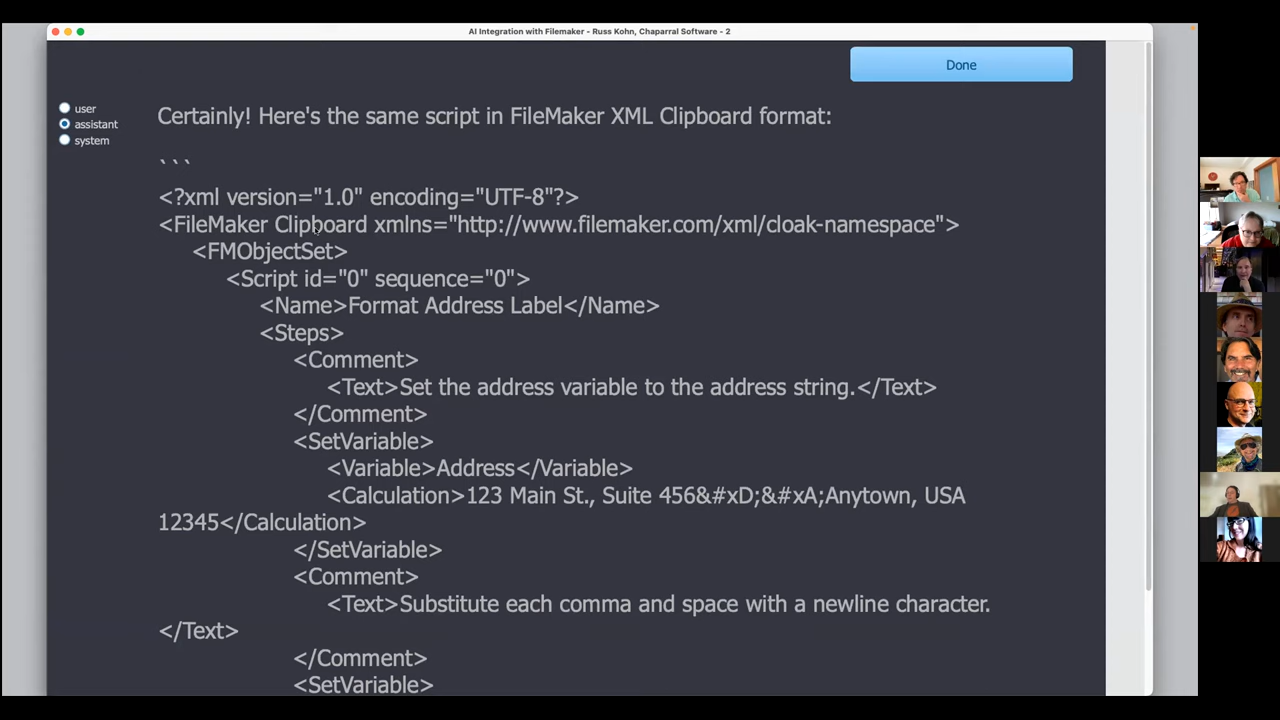 AI Integration with Filemaker - Russ Kohn, Chaparral Software - 2
Done
user
assistant
system
Certainly! Here's the same script in FileMaker XML Clipboard format:
```
<?xml version="1.0" encoding="UTF-8"?>
<FileMaker Clipboard xmlns="http://www.filemaker.com/xml/cloak-namespace">
<FMObjectSet>
<Script id="0" sequence="0">
<Name>Format Address Label</Name>
<Steps>
<Comment>
<Text>Set the address variable to the address string.</Text>
</Comment>
<SetVariable>
<Variable>Address</Variable>
<Calculation>123 Main St., Suite 456&#xD;&#xA;Anytown, USA
12345</Calculation>
</SetVariable>
<Comment>
<Text>Substitute each comma and space with a newline character.
</Text>
</Comment>
<SetVariable>